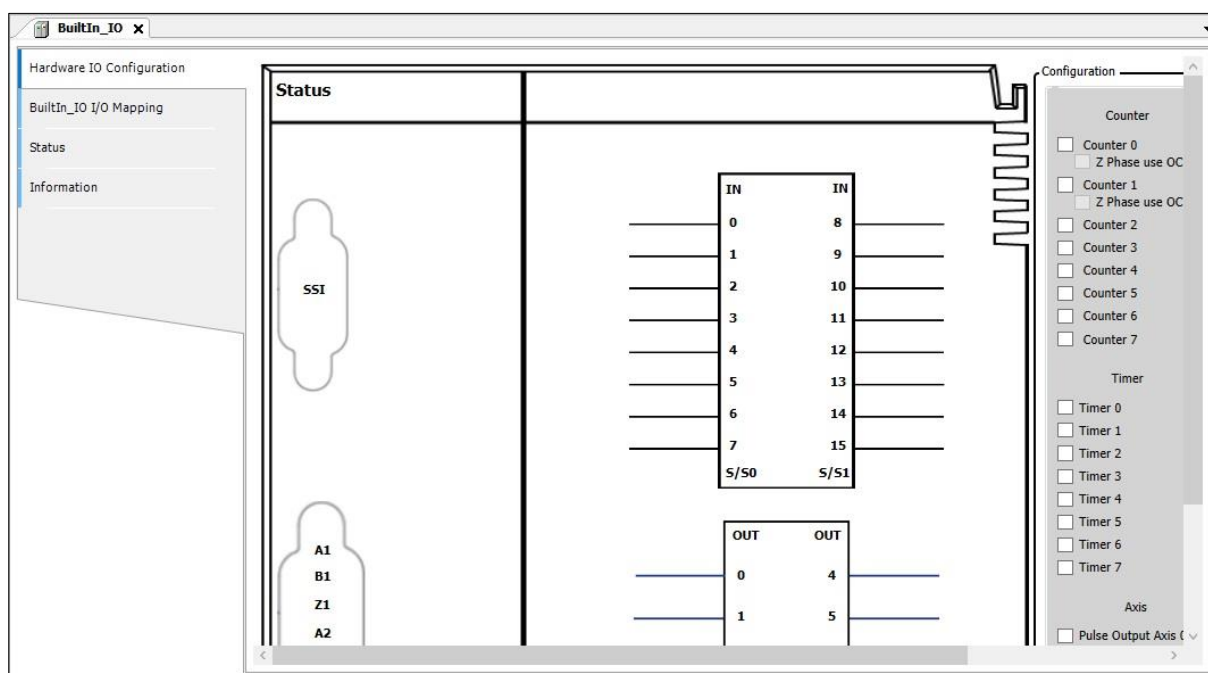 BuiltIn_IO
Hardware IO Configuration
BuiltIn_IO I/O Mapping
Status
Information
Status
SSI
A1
B1
Z1
A2
IN IN
0 8
1 9
2 10
3 11
4 12
5 13
6 14
7 15
S/S0 S/S1
OUT OUT
0 4
1 5
Configuration
Counter
Counter 0
Z Phase use OC
Counter 1
Z Phase use OC
Counter 2
Counter 3
Counter 4
Counter 5
Counter 6
Counter 7
Timer
Timer 0
Timer 1
Timer 2
Timer 3
Timer 4
Timer 5
Timer 6
Timer 7
Axis
Pulse Output Axis